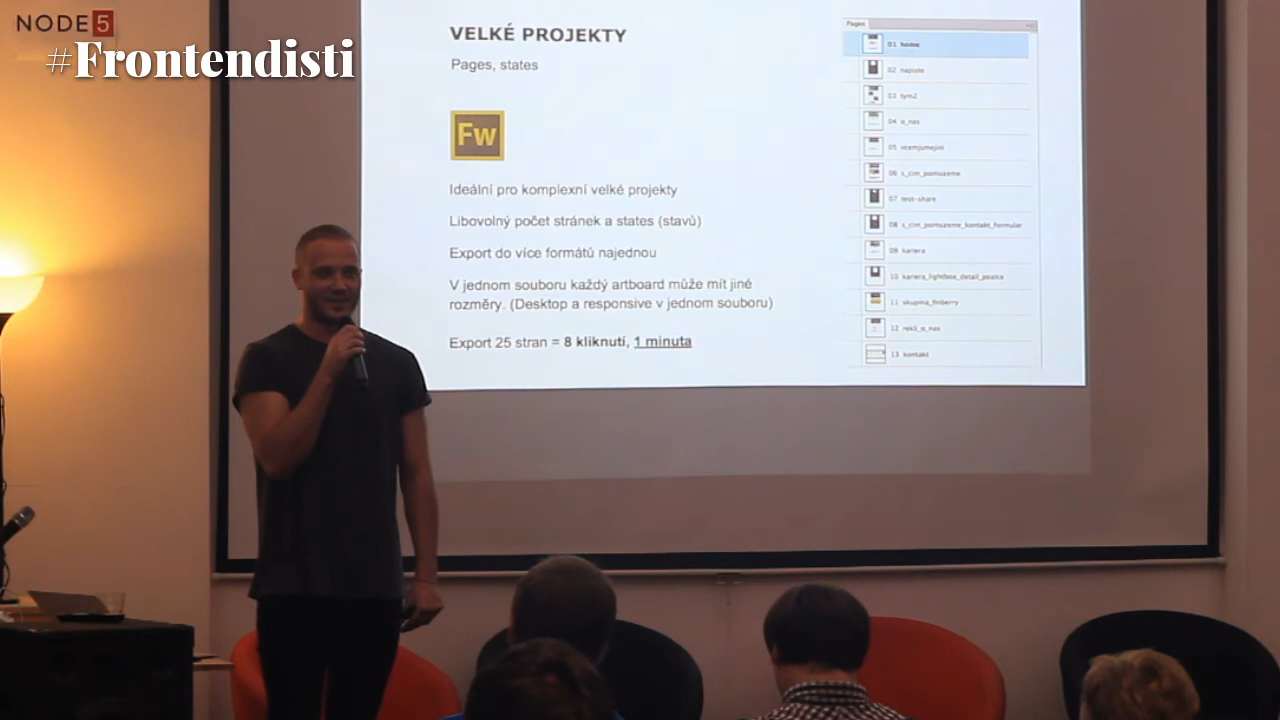 NODE5
#Frontendisti
VELKÉ PROJEKTY
Pages, states
Fw
Ideální pro komplexní velké projekty
Libovolný počet stránek a states (stavů)
Export do více formátů najednou
V jednom souboru každý artboard může mít jiné
rozměry. (Desktop a responsive v jednom souboru)
Export 25 stran = 8 kliknutí, 1 minuta
Pages
01 home
02 napiste
03 tym2
04 o_nas
05 vcemjumejini
06 s_cim_pomuzeme
07 test-share
08 s_cim_pomuzeme_kontakt_formular
09 kariera
10 kariera_lightbox_detail_pozice
11 skupina_finberry
12 rekli_o_nas
13 kontakt